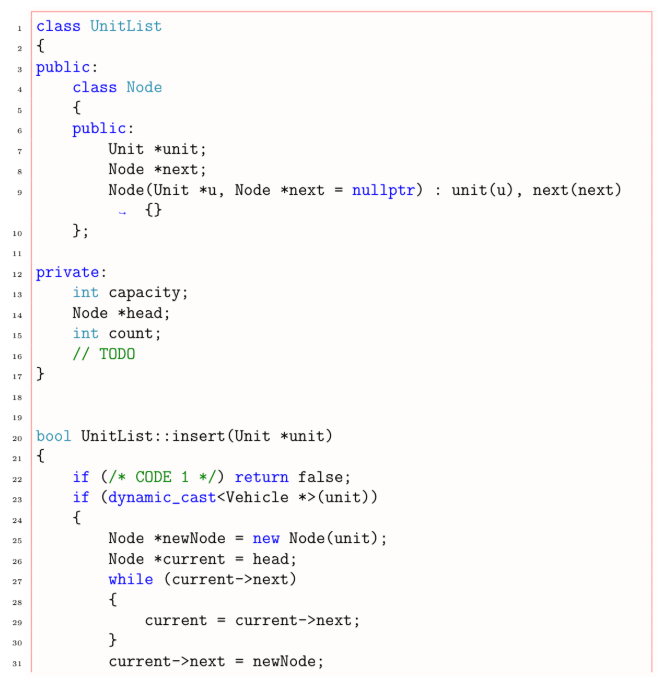 1 class UnitList
2 {
3 public:
4     class Node
5     {
6     public:
7         Unit *unit;
8         Node *next;
9         Node(Unit *u, Node *next = nullptr) : unit(u), next(next)
          → {}
10     };
11
12 private:
13     int capacity;
14     Node *head;
15     int count;
16     // TODO
17 }
18
19
20 bool UnitList::insert(Unit *unit)
21 {
22     if (/* CODE 1 */) return false;
23     if (dynamic_cast<Vehicle *>(unit))
24     {
25         Node *newNode = new Node(unit);
26         Node *current = head;
27         while (current->next)
28         {
29             current = current->next;
30         }
31         current->next = newNode;